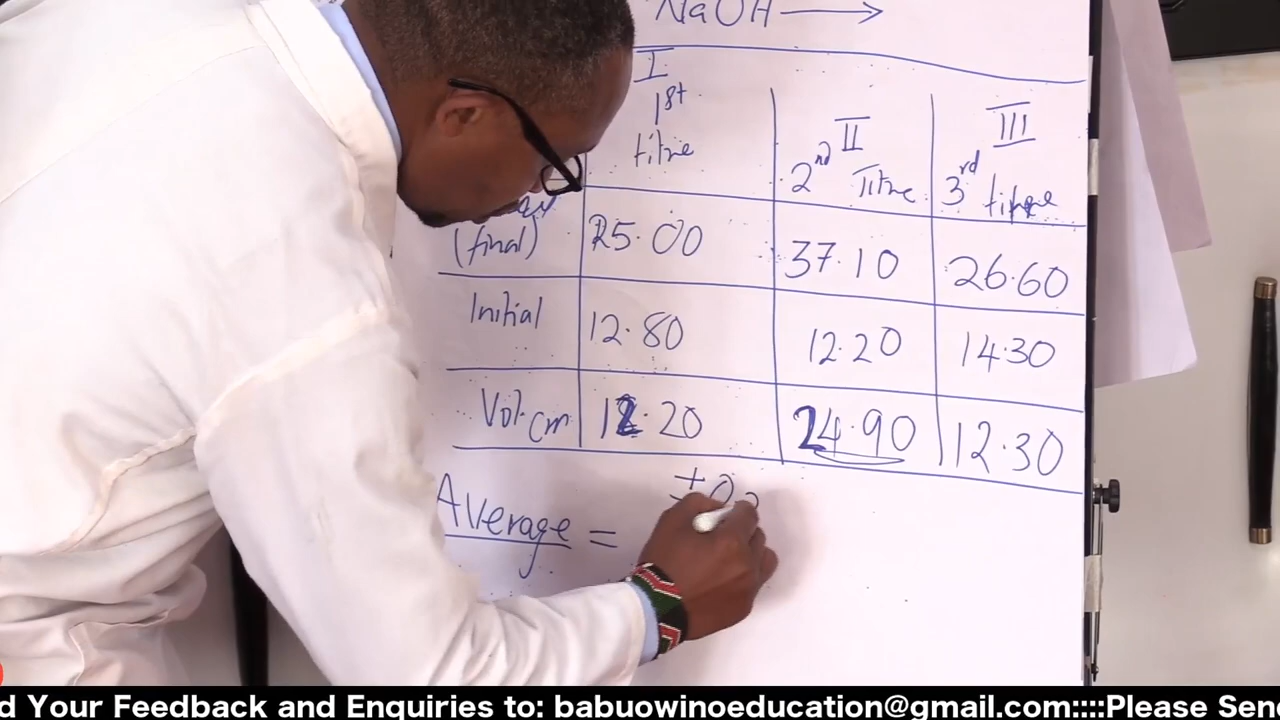 NaOH →
I II III
1st titre 2nd Titre 3rd titre
(final) 25.00 37.10 26.60
Initial 12.80 12.20 14.30
Vol.cm 12.20 24.90 12.30
Average =
±0
d Your Feedback and Enquiries to: babuowinoeducation@gmail.com::::Please Sen